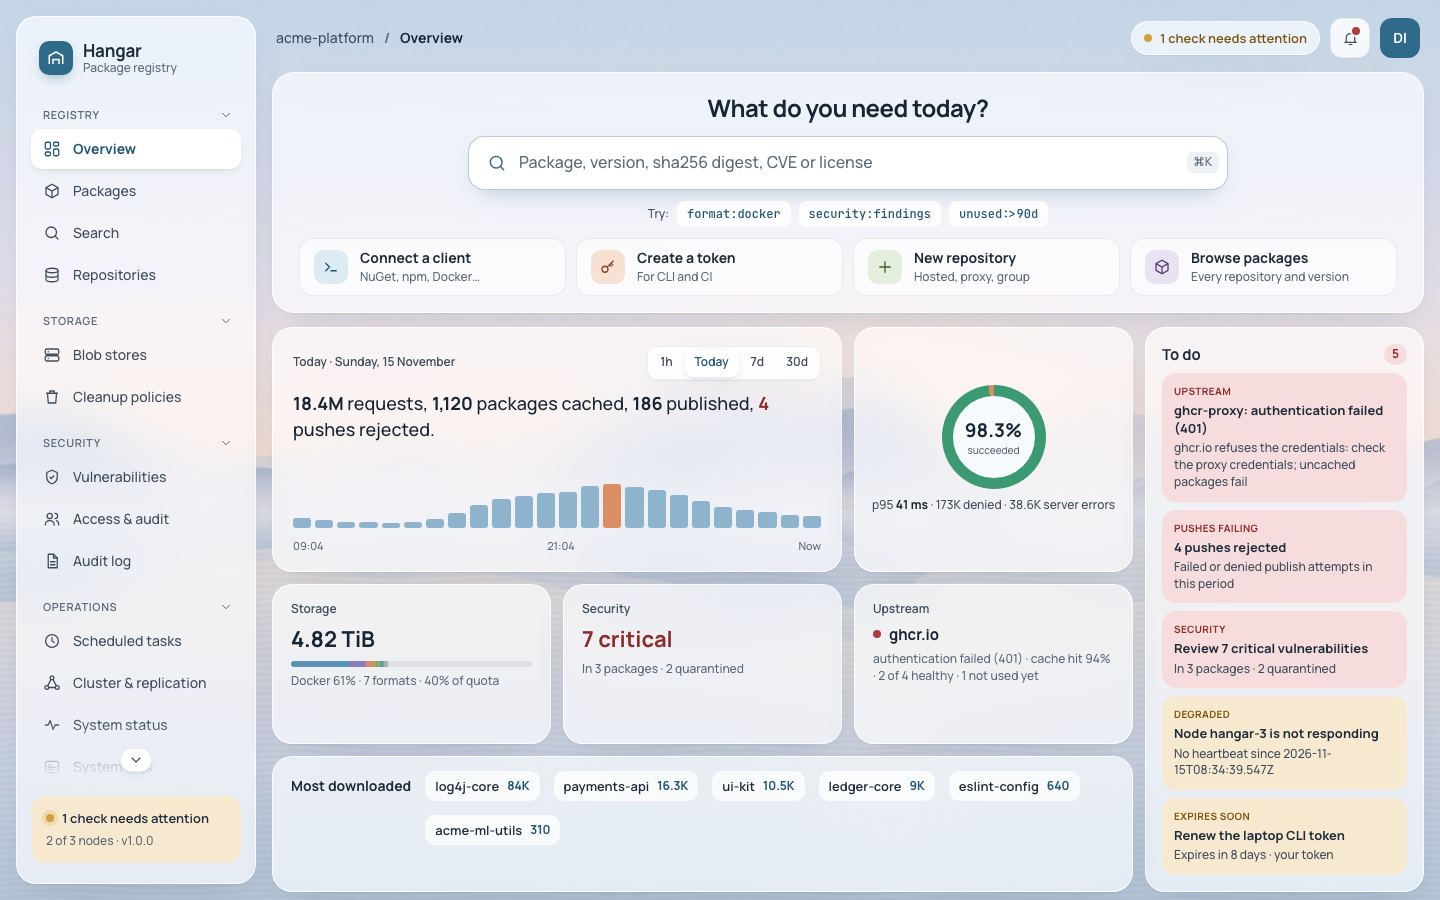 Hangar
Package registry
REGISTRY
Overview
Packages
Search
Repositories
STORAGE
Blob stores
Cleanup policies
SECURITY
Vulnerabilities
Access & audit
Audit log
OPERATIONS
Scheduled tasks
Cluster & replication
System status
System
1 check needs attention
2 of 3 nodes · v1.0.0
acme-platform / Overview
1 check needs attention
DI
What do you need today?
Package, version, sha256 digest, CVE or license
⌘K
Try: format:docker security:findings unused:>90d
Connect a client
NuGet, npm, Docker…
Create a token
For CLI and CI
New repository
Hosted, proxy, group
Browse packages
Every repository and version
Today · Sunday, 15 November
1h Today 7d 30d
18.4M requests, 1,120 packages cached, 186 published, 4
pushes rejected.
09:04 21:04 Now
98.3%
succeeded
p95 41 ms · 173K denied · 38.6K server errors
Storage
4.82 TiB
Docker 61% · 7 formats · 40% of quota
Security
7 critical
In 3 packages · 2 quarantined
Upstream
ghcr.io
authentication failed (401) · cache hit 94%
· 2 of 4 healthy · 1 not used yet
Most downloaded
log4j-core 84K
payments-api 16.3K
ui-kit 10.5K
ledger-core 9K
eslint-config 640
acme-ml-utils 310
To do 5
UPSTREAM
ghcr-proxy: authentication failed
(401)
ghcr.io refuses the credentials: check
the proxy credentials; uncached
packages fail
PUSHES FAILING
4 pushes rejected
Failed or denied publish attempts in
this period
SECURITY
Review 7 critical vulnerabilities
In 3 packages · 2 quarantined
DEGRADED
Node hangar-3 is not responding
No heartbeat since 2026-11-
15T08:34:39.547Z
EXPIRES SOON
Renew the laptop CLI token
Expires in 8 days · your token